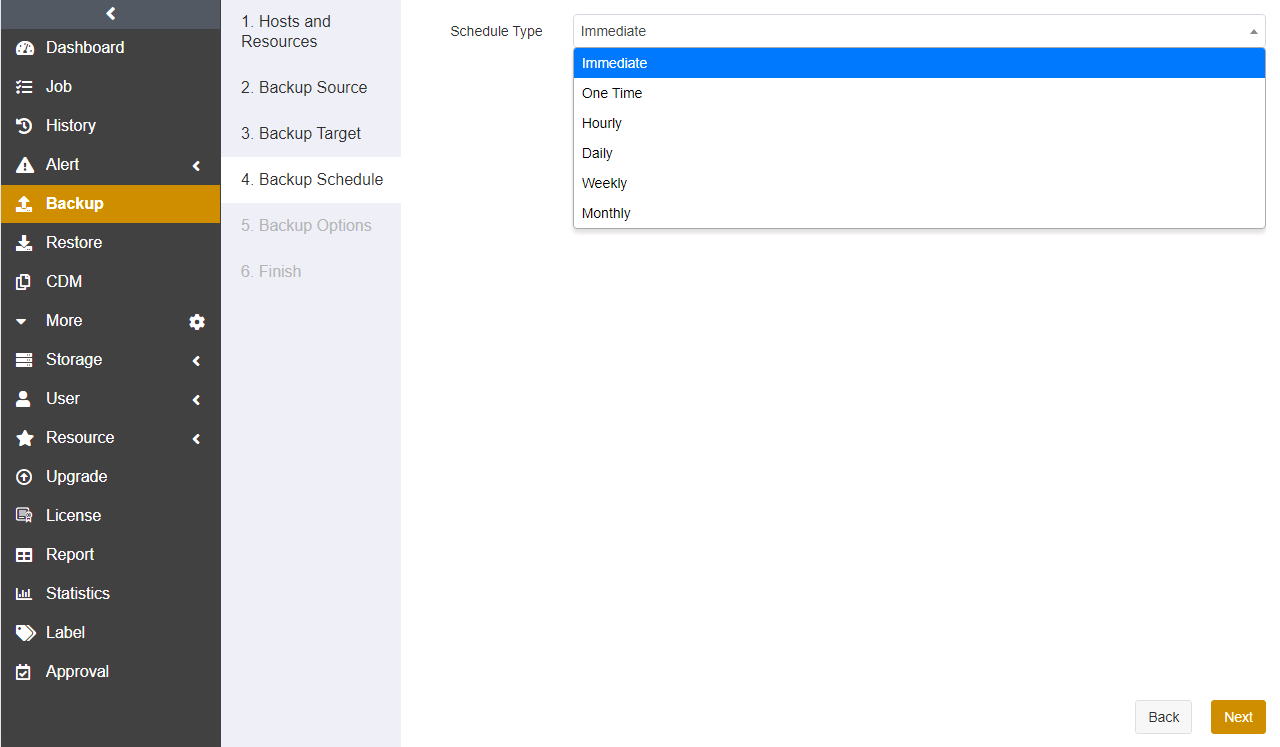 Dashboard
Job
History
Alert
Backup
Restore
CDM
More
Storage
User
Resource
Upgrade
License
Report
Statistics
Label
Approval
1. Hosts and
Resources
2. Backup Source
3. Backup Target
4. Backup Schedule
5. Backup Options
6. Finish
Schedule Type
Immediate
Immediate
One Time
Hourly
Daily
Weekly
Monthly
Back
Next